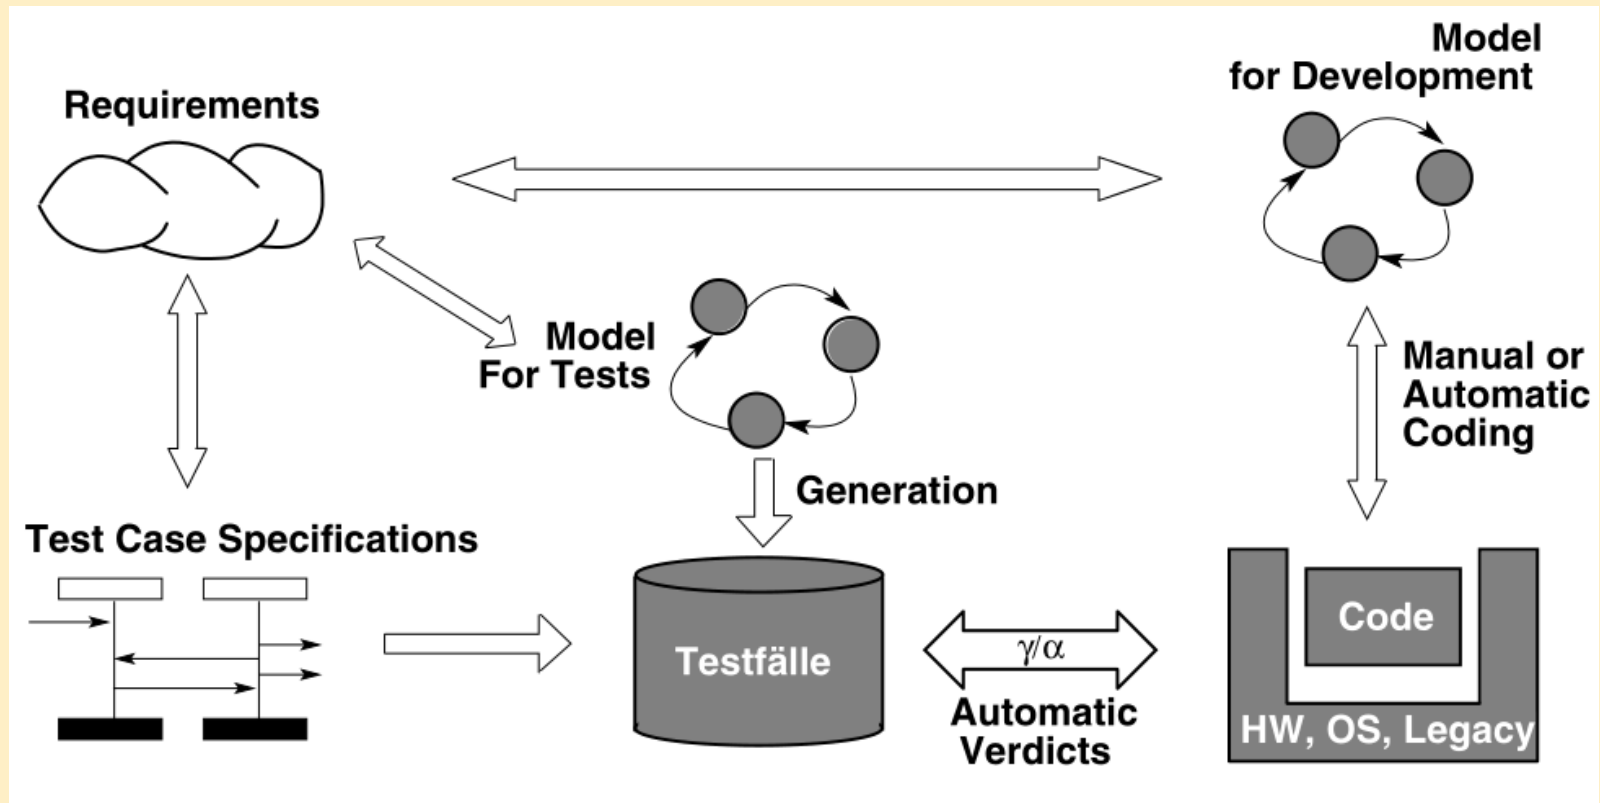 Model
for Development
Requirements
Model
For Tests
Manual or
Automatic
Coding
Generation
Test Case Specifications
Testfälle
γ/α
Automatic
Verdicts
Code
HW, OS, Legacy